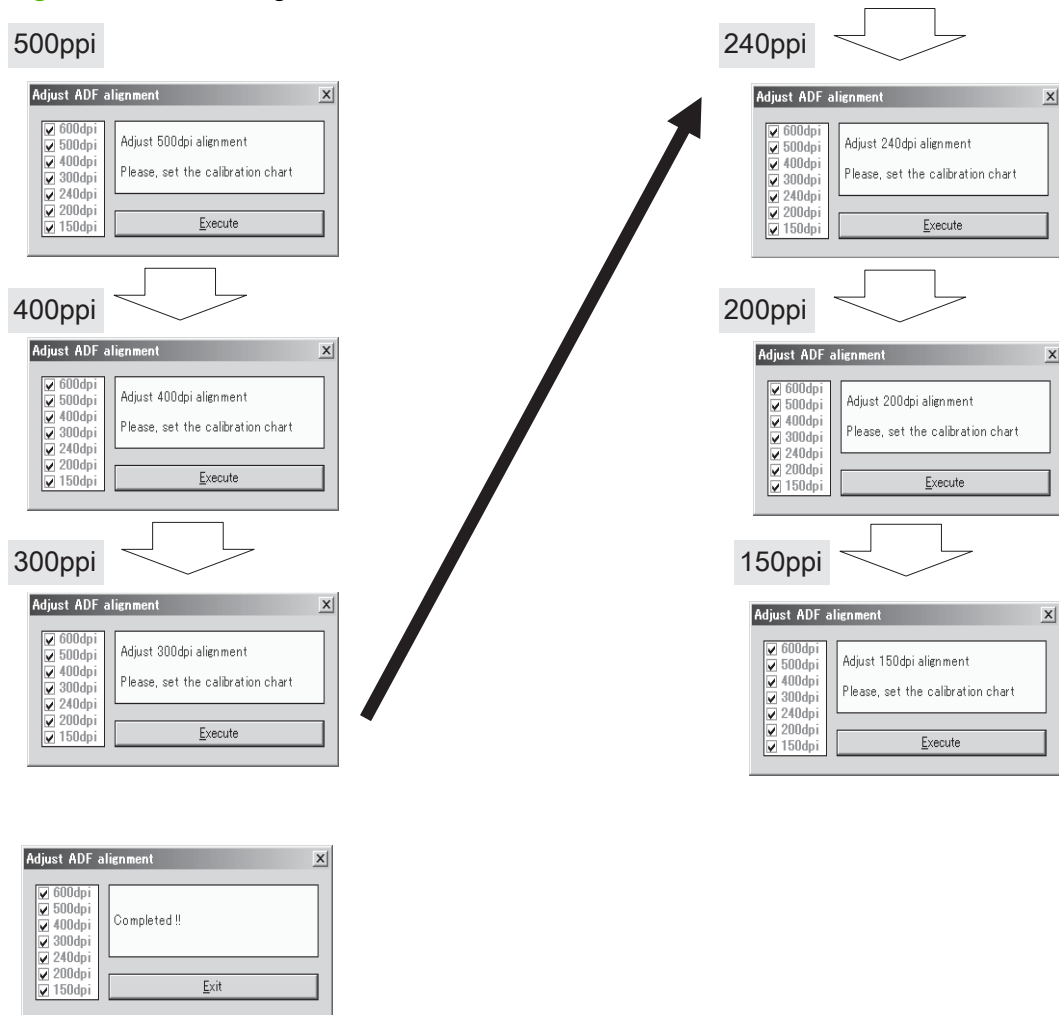 500ppi
Adjust ADF alignment
600dpi
500dpi
400dpi
300dpi
240dpi
200dpi
150dpi
Adjust 500dpi alignment
Please, set the calibration chart
Execute
400ppi
Adjust ADF alignment
600dpi
500dpi
400dpi
300dpi
240dpi
200dpi
150dpi
Adjust 400dpi alignment
Please, set the calibration chart
Execute
300ppi
Adjust ADF alignment
600dpi
500dpi
400dpi
300dpi
240dpi
200dpi
150dpi
Adjust 300dpi alignment
Please, set the calibration chart
Execute
240ppi
Adjust ADF alignment
600dpi
500dpi
400dpi
300dpi
240dpi
200dpi
150dpi
Adjust 240dpi alignment
Please, set the calibration chart
Execute
200ppi
Adjust ADF alignment
600dpi
500dpi
400dpi
300dpi
240dpi
200dpi
150dpi
Adjust 200dpi alignment
Please, set the calibration chart
Execute
150ppi
Adjust ADF alignment
600dpi
500dpi
400dpi
300dpi
240dpi
200dpi
150dpi
Adjust 150dpi alignment
Please, set the calibration chart
Execute
Adjust ADF alignment
600dpi
500dpi
400dpi
300dpi
240dpi
200dpi
150dpi
Completed !!
Exit